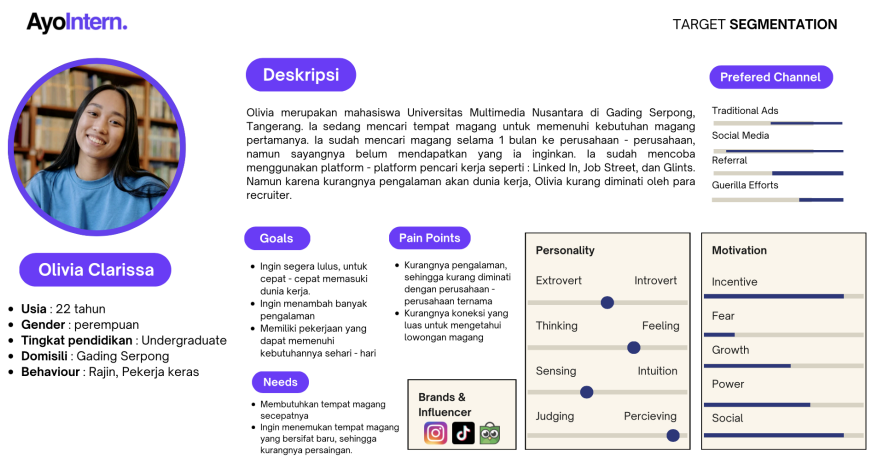 AyoIntern.
TARGET SEGMENTATION
Olivia Clarissa
Usia : 22 tahun
Gender : perempuan
Tingkat pendidikan : Undergraduate
Domisili : Gading Serpong
Behaviour : Rajin, Pekerja keras
Deskripsi
Olivia merupakan mahasiswa Universitas Multimedia Nusantara di Gading Serpong,
Tangerang. Ia sedang mencari tempat magang untuk memenuhi kebutuhan magang
pertamanya. Ia sudah mencari magang selama 1 bulan ke perusahaan - perusahaan,
namun sayangnya belum mendapatkan yang ia inginkan. Ia sudah mencoba
menggunakan platform - platform pencari kerja seperti : Linked In, Job Street, dan Glints.
Namun karena kurangnya pengalaman akan dunia kerja, Olivia kurang diminati oleh para
recruiter.
Prefered Channel
Traditional Ads
Social Media
Referral
Guerilla Efforts
Goals
Ingin segera lulus, untuk
cepat - cepat memasuki
dunia kerja.
Ingin menambah banyak
pengalaman
Memiliki pekerjaan yang
dapat memenuhi
kebutuhannya sehari - hari
Pain Points
Kurangnya pengalaman,
sehingga kurang diminati
dengan perusahaan -
perusahaan ternama
Kurangnya koneksi yang
luas untuk mengetahui
lowongan magang
Needs
Membutuhkan tempat magang
secepatnya
Ingin menemukan tempat magang
yang bersifat baru, sehingga
kurangnya persaingan.
Brands &
Influencer
Personality
Extrovert Introvert
Thinking Feeling
Sensing Intuition
Judging Percieving
Motivation
Incentive
Fear
Growth
Power
Social